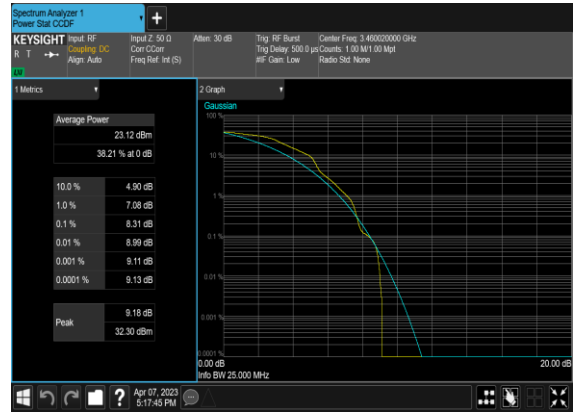 Spectrum Analyzer 1
Power Stat CCDF
+
KEYSIGHT
R T
LXI
Input: RF
Coupling: DC
Align: Auto
Input Z: 50 Ω
Corr CCorr
Freq Ref: Int (S)
Atten: 30 dB
Trig: RF Burst
Trig Delay: 500.0 µs
#IF Gain: Low
Center Freq: 3.460020000 GHz
Counts: 1.00 M/1.00 Mpt
Radio Std: None
1 Metrics
Average Power
23.12 dBm
38.21 % at 0 dB
10.0 % 4.90 dB
1.0 % 7.08 dB
0.1 % 8.31 dB
0.01 % 8.99 dB
0.001 % 9.11 dB
0.0001 % 9.13 dB
Peak
9.18 dB
32.30 dBm
2 Graph
Gaussian
100 %
10 %
1 %
0.1 %
0.01 %
0.001 %
0.0001 %
0.00 dB 20.00 dB
Info BW 25.000 MHz
?
Apr 07, 2023
5:17:45 PM